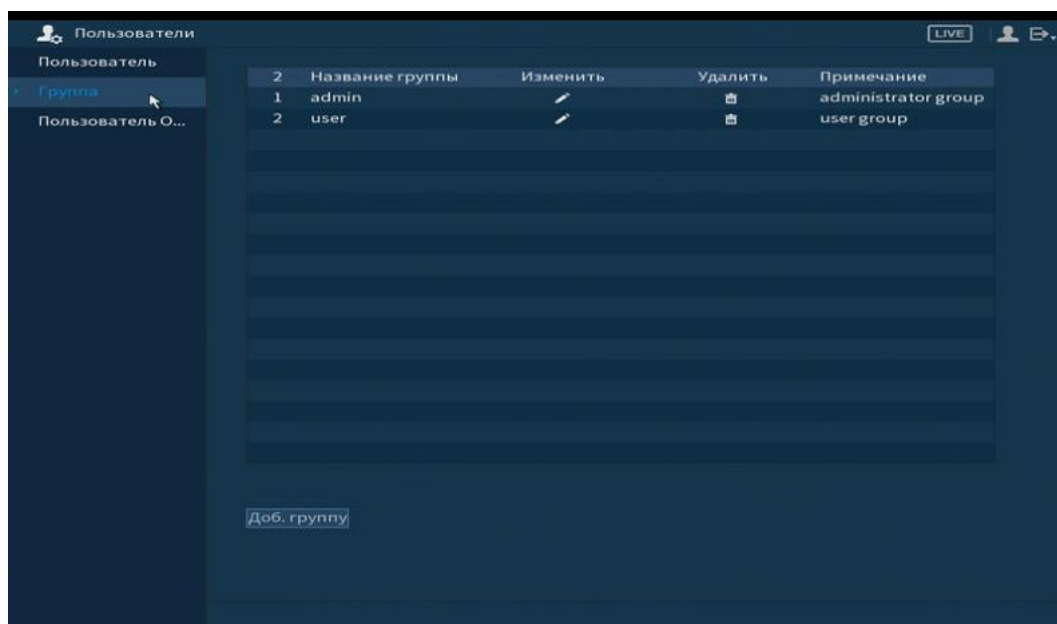 Пользователи LIVE
Пользователь
Группа
Пользователь О...
2 Название группы Изменить Удалить Примечание
1 admin administrator group
2 user user group
Доб. группу